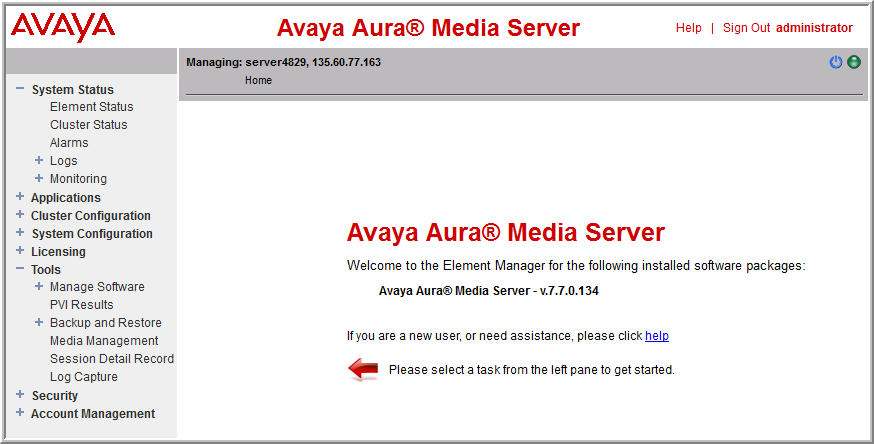 AVAYA
Avaya Aura® Media Server
Help | Sign Out administrator
Managing: server4829, 135.60.77.163
Home
System Status
Element Status
Cluster Status
Alarms
Logs
Monitoring
Applications
Cluster Configuration
System Configuration
Licensing
Tools
Manage Software
PVI Results
Backup and Restore
Media Management
Session Detail Record
Log Capture
Security
Account Management
Avaya Aura® Media Server
Welcome to the Element Manager for the following installed software packages:
Avaya Aura® Media Server - v.7.7.0.134
If you are a new user, or need assistance, please click help
Please select a task from the left pane to get started.